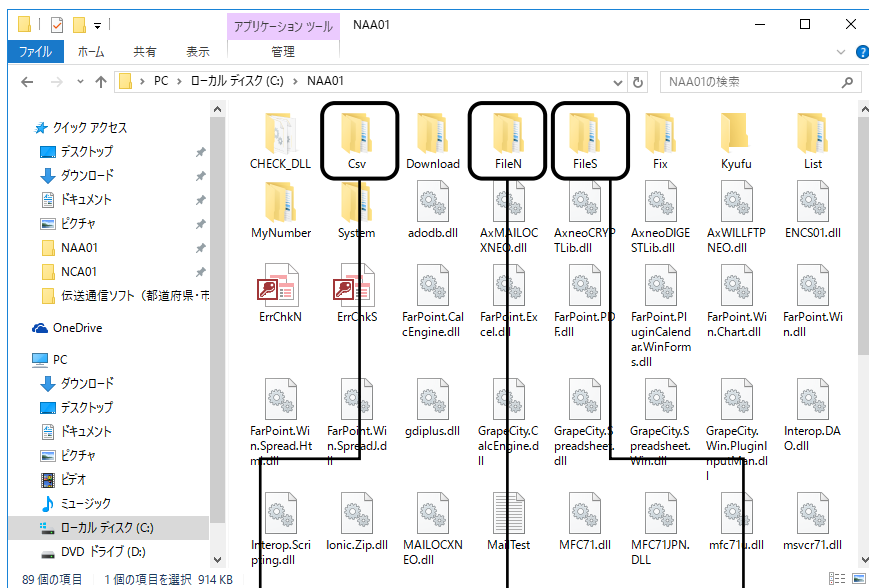 アプリケーション ツール
NAA01
ファイル
ホーム
共有
表示
管理
PC
ローカル ディスク (C:)
NAA01
NAA01の検索
クイック アクセス
デスクトップ
ダウンロード
ドキュメント
ピクチャ
NAA01
NCA01
伝送通信ソフト（都道府県・市
OneDrive
PC
ダウンロード
デスクトップ
ドキュメント
ピクチャ
ビデオ
ミュージック
ローカル ディスク (C:)
DVD ドライブ (D:)
CHECK_DLL
Csv
Download
FileN
FileS
Fix
Kyufu
List
MyNumber
System
adodb.dll
AxMAILOC
XNEO.dll
AxneoCRYP
TLib.dll
AxneoDIGE
STLib.dll
AxWILLFTP
NEO.dll
ENCS01.dll
ErrChkN
ErrChkS
FarPoint.Cal
cEngine.dll
FarPoint.Ex
cel.dll
FarPoint.PD
F.dll
FarPoint.Pl
uginCalend
ar.WinForm
s.dll
FarPoint.Wi
n.Chart.dll
FarPoint.Wi
n.dll
FarPoint.Wi
n.Spread.Ht
ml.dll
FarPoint.Wi
n.SpreadJ.d
ll
gdiplus.dll
GrapeCity.C
alcEngine.d
ll
GrapeCity.S
preadsheet.
dll
GrapeCity.S
preadsheet.
Win.dll
GrapeCity.
Win.PluginI
nputMan.dl
l
Interop.DA
O.dll
Interop.Scri
pting.dll
Ionic.Zip.dll
MAILOCXN
EO.dll
MailTest
MFC71.dll
MFC71JPN.
DLL
mfc71u.dll
msvcr71.dll
89 個の項目
1 個の項目を選択 914 KB